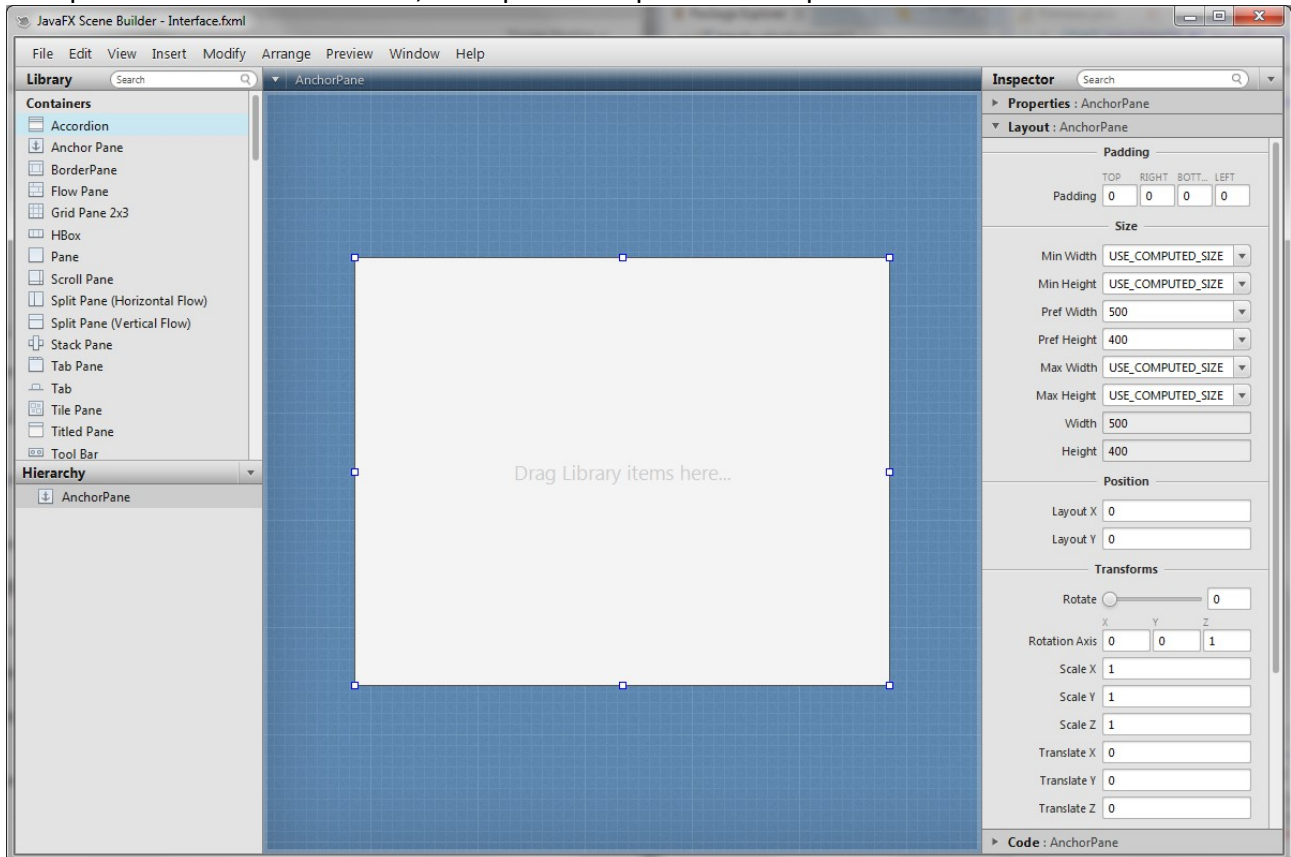 JavaFX Scene Builder - Interface.fxml
File Edit View Insert Modify Arrange Preview Window Help
Library Search
AnchorPane
Inspector Search
Containers
Accordion
Anchor Pane
BorderPane
Flow Pane
Grid Pane 2x3
HBox
Pane
Scroll Pane
Split Pane (Horizontal Flow)
Split Pane (Vertical Flow)
Stack Pane
Tab Pane
Tab
Tile Pane
Titled Pane
Tool Bar
Hierarchy
AnchorPane
Drag Library items here...
Properties : AnchorPane
Layout : AnchorPane
Padding
TOP RIGHT BOTT... LEFT
Padding 0 0 0 0
Size
Min Width USE_COMPUTED_SIZE
Min Height USE_COMPUTED_SIZE
Pref Width 500
Pref Height 400
Max Width USE_COMPUTED_SIZE
Max Height USE_COMPUTED_SIZE
Width 500
Height 400
Position
Layout X 0
Layout Y 0
Transforms
Rotate 0
X Y Z
Rotation Axis 0 0 1
Scale X 1
Scale Y 1
Scale Z 1
Translate X 0
Translate Y 0
Translate Z 0
Code : AnchorPane